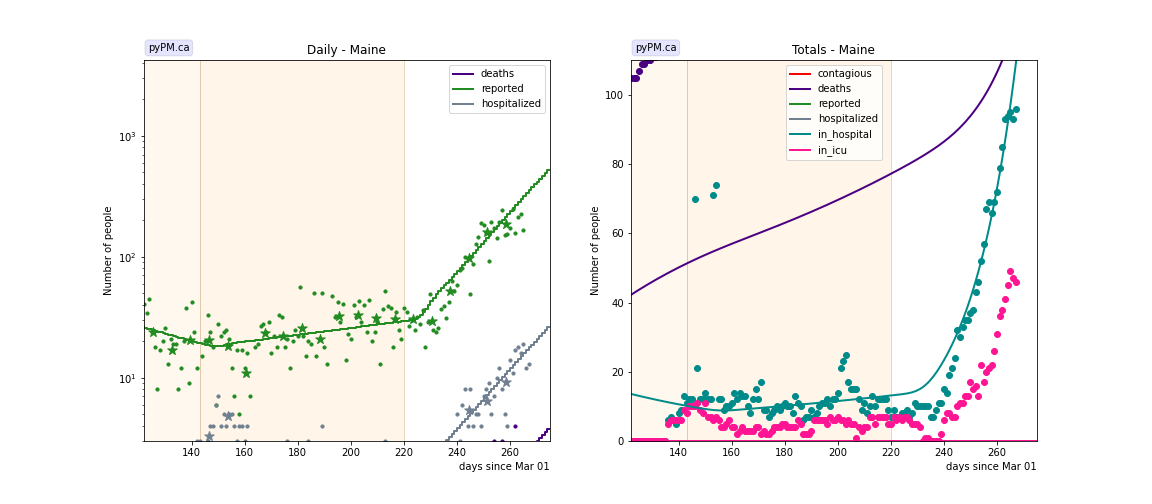 pyPM.ca
Daily - Maine
deaths
reported
hospitalized
Number of people
10³
10²
10¹
140
160
180
200
220
240
260
days since Mar 01
pyPM.ca
Totals - Maine
contagious
deaths
reported
hospitalized
in_hospital
in_icu
Number of people
100
80
60
40
20
0
140
160
180
200
220
240
260
days since Mar 01